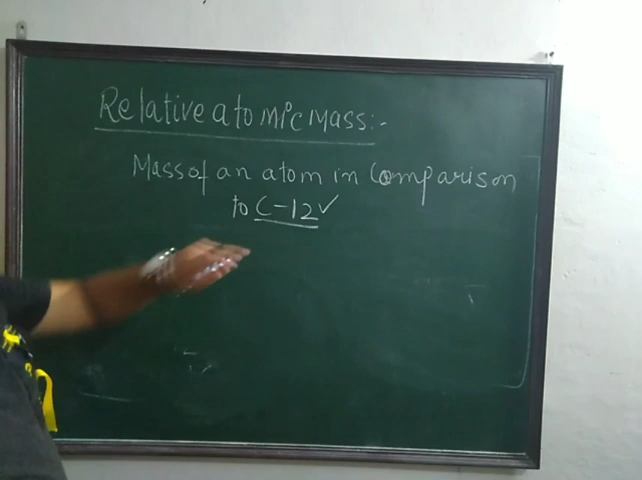 Relative atomic Mass:-
Mass of an atom in Comparison
to C-12✓